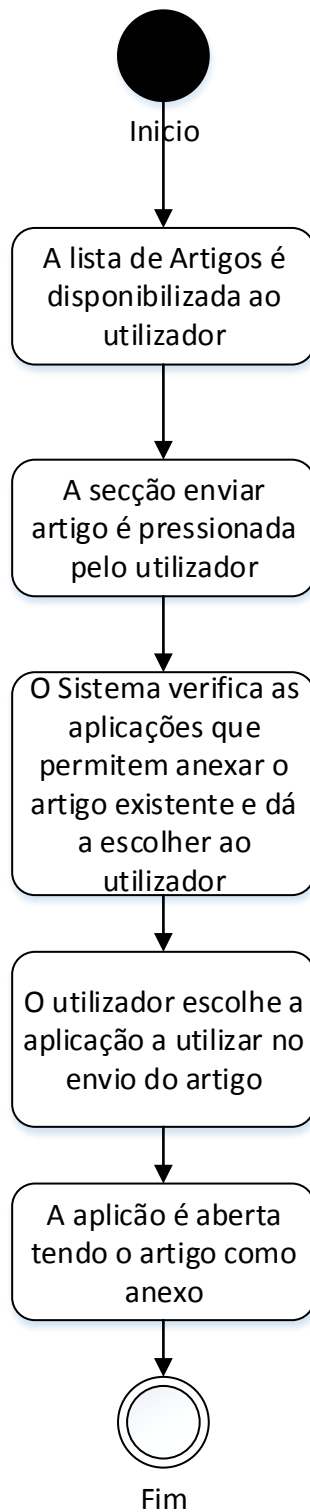 Inicio
A lista de Artigos é
disponibilizada ao
utilizador
A secção enviar
artigo é pressionada
pelo utilizador
O Sistema verifica as
aplicações que
permitem anexar o
artigo existente e dá
a escolher ao
utilizador
O utilizador escolhe a
aplicação a utilizar no
envio do artigo
A aplicão é aberta
tendo o artigo como
anexo
Fim